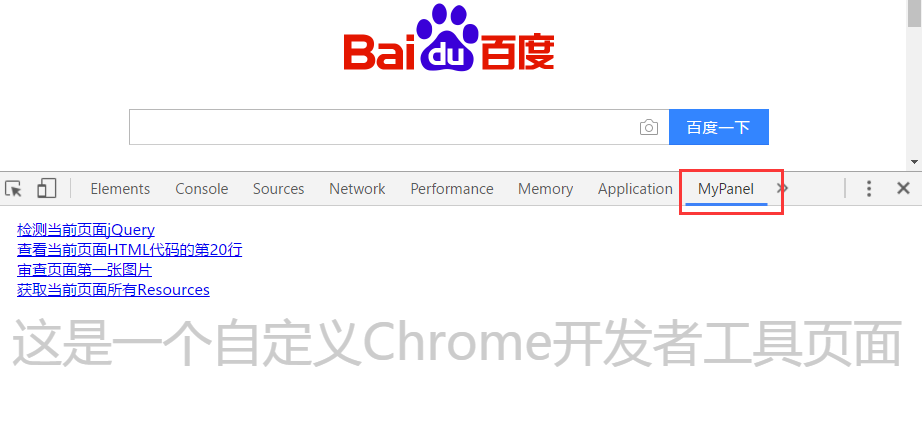 Bai du 百度
百度一下
Elements Console Sources Network Performance Memory Application MyPanel
检测当前页面jQuery
查看当前页面HTML代码的第20行
审查页面第一张图片
获取当前页面所有Resources
这是一个自定义Chrome开发者工具页面